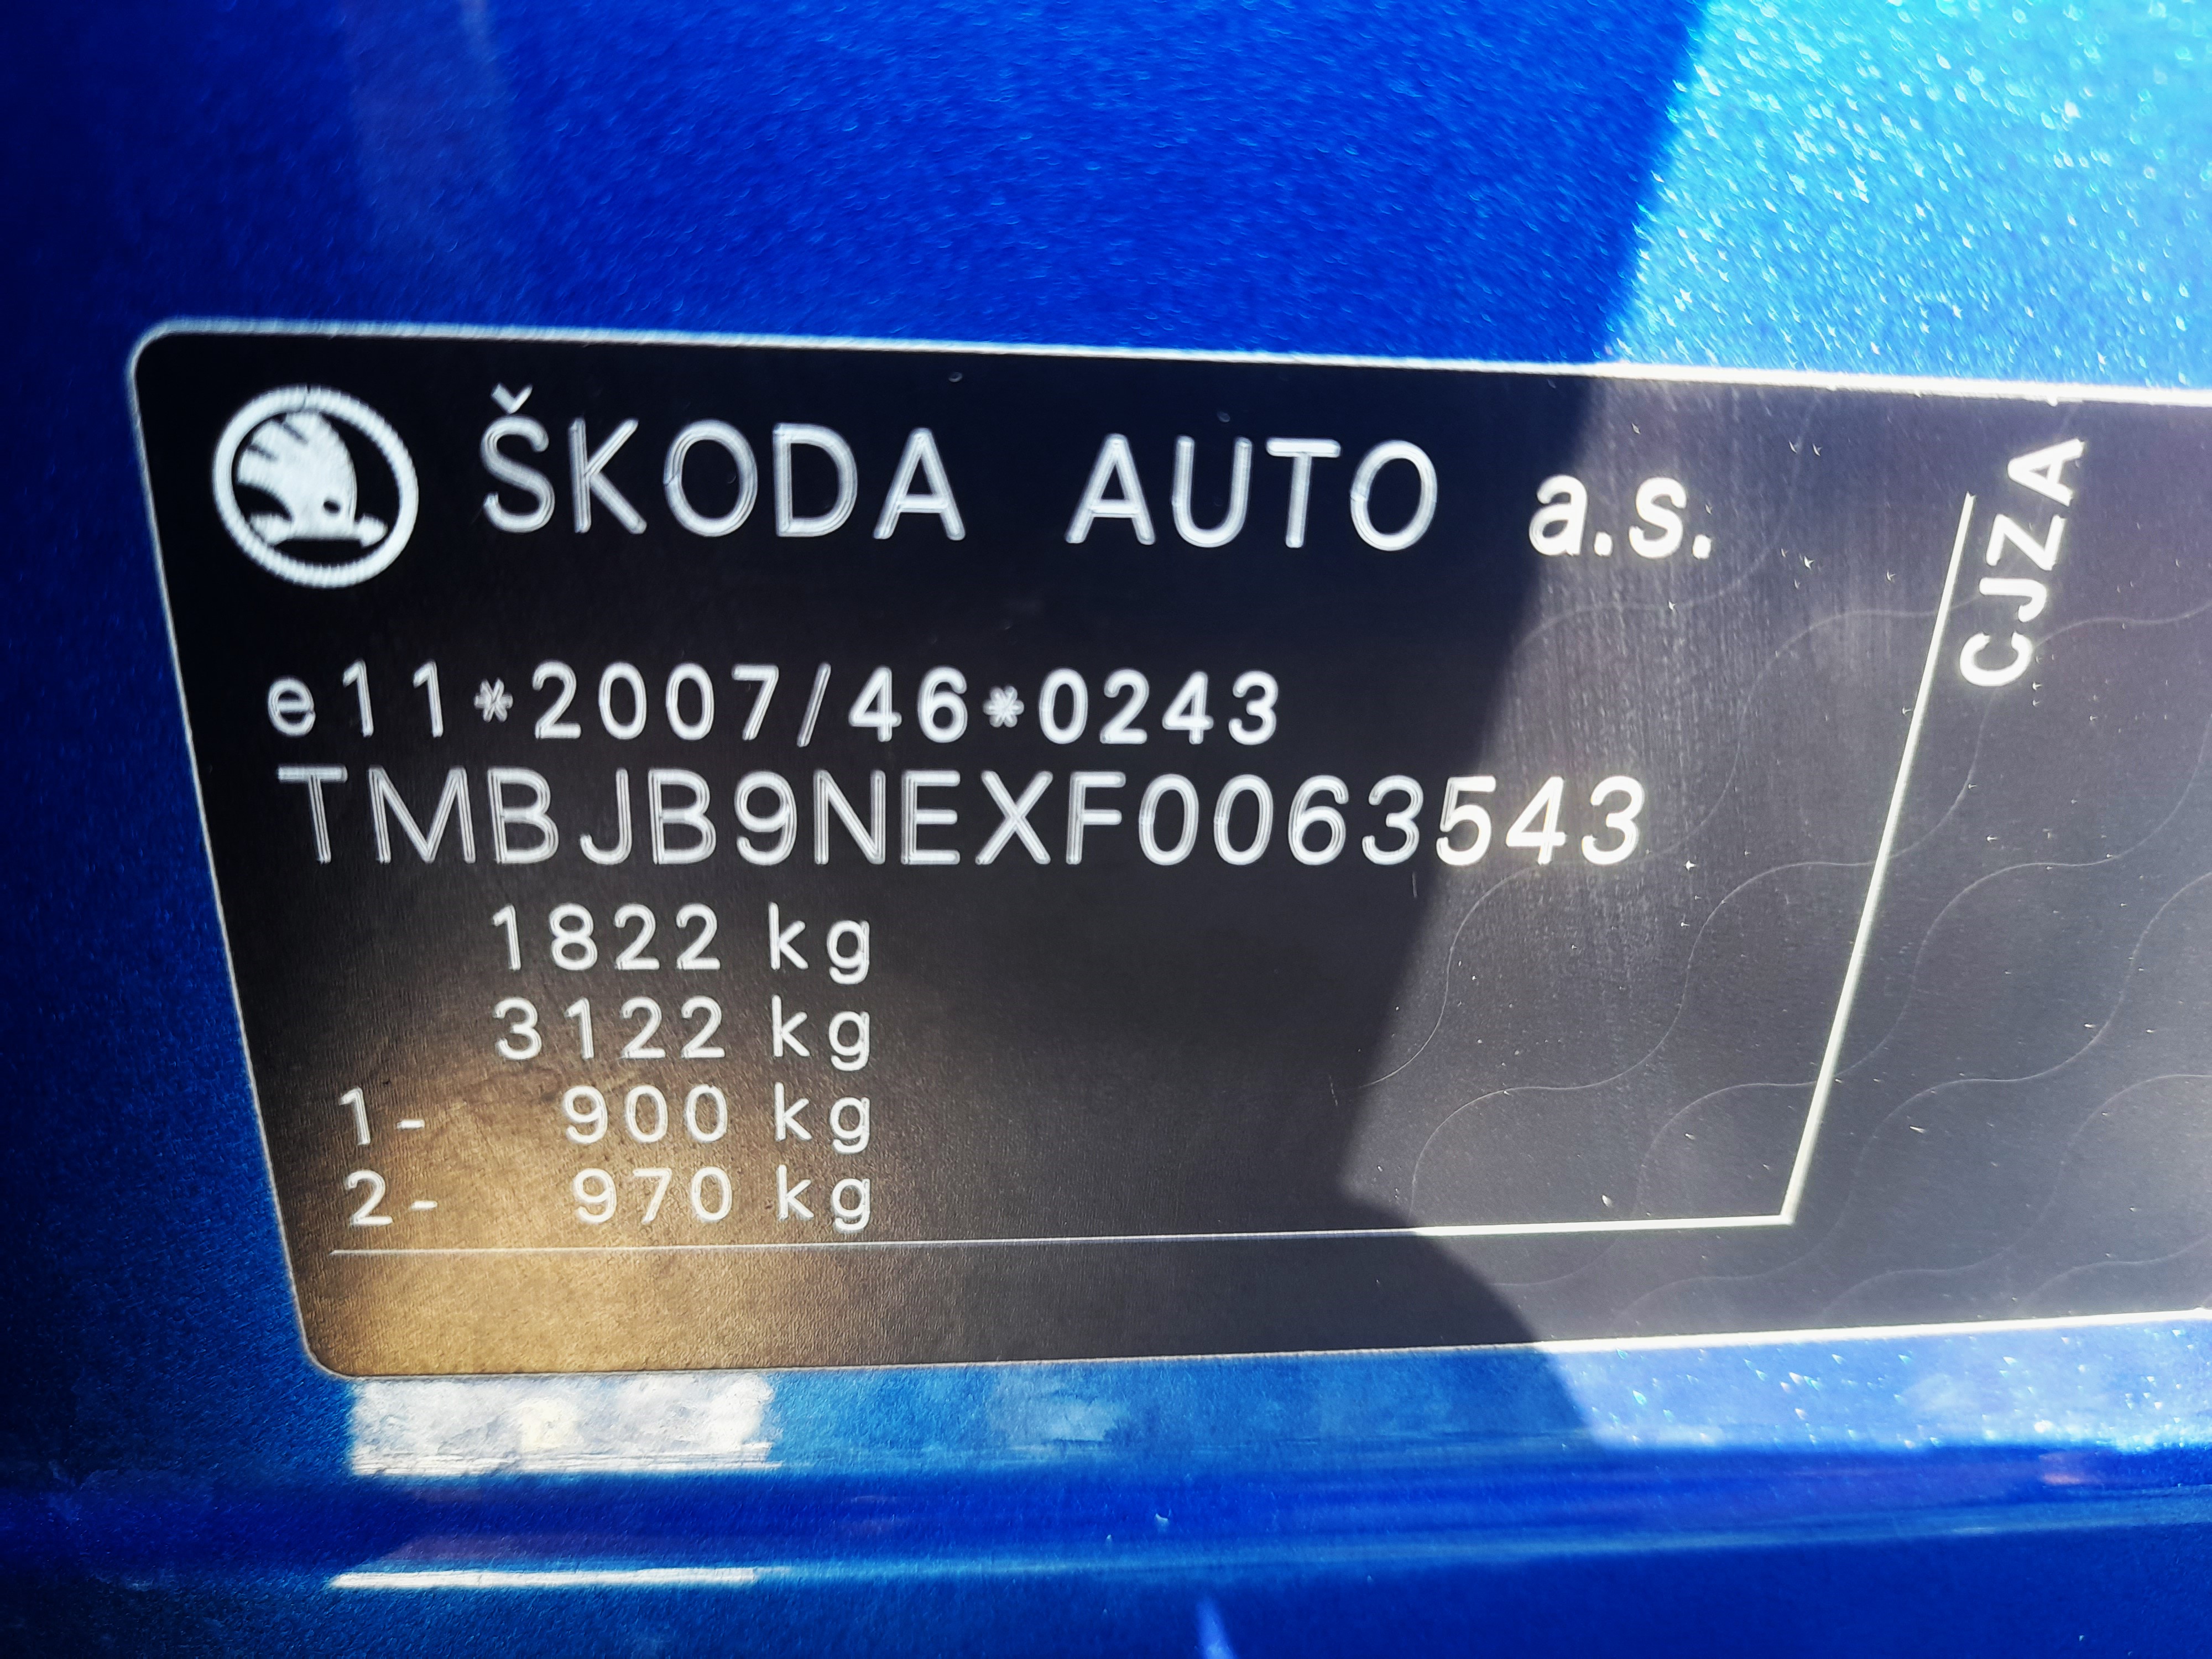 ŠKODA AUTO a.s.
e11*2007/46*0243
TMBJB9NEXF0063543
1822 kg
3122 kg
1- 900 kg
2- 970 kg
CJZA